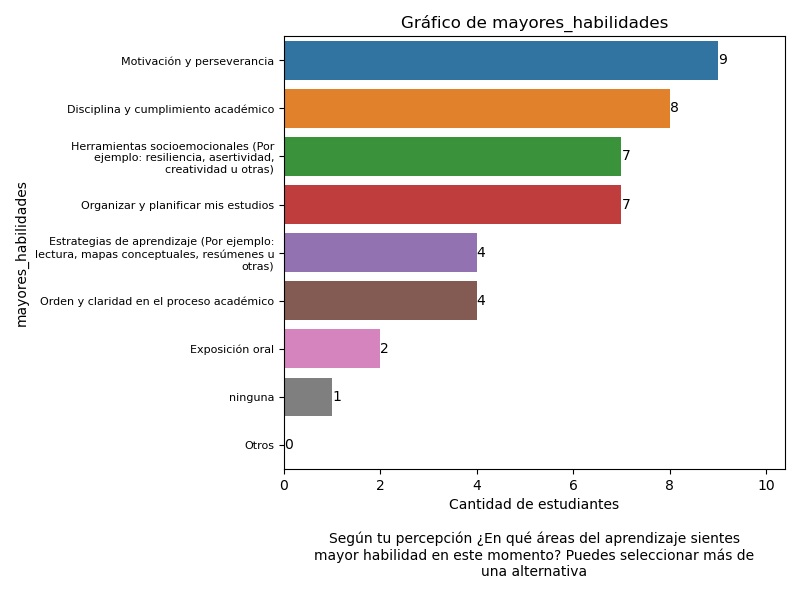 Gráfico de mayores_habilidades
mayores_habilidades
Motivación y perseverancia
9
Disciplina y cumplimiento académico
8
Herramientas socioemocionales (Por
ejemplo: resiliencia, asertividad,
creatividad u otras)
7
Organizar y planificar mis estudios
7
Estrategias de aprendizaje (Por ejemplo:
lectura, mapas conceptuales, resúmenes u
otras)
4
Orden y claridad en el proceso académico
4
Exposición oral
2
ninguna
1
Otros
0
0 2 4 6 8 10
Cantidad de estudiantes
Según tu percepción ¿En qué áreas del aprendizaje sientes
mayor habilidad en este momento? Puedes seleccionar más de
una alternativa